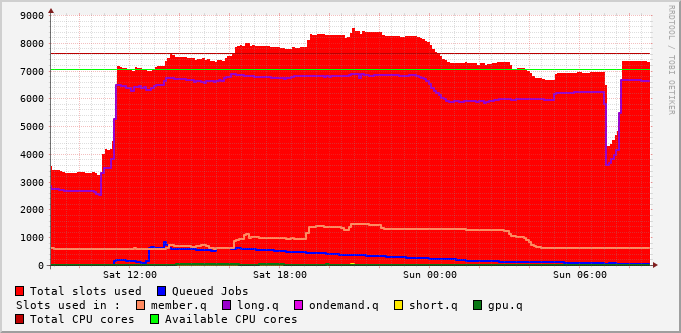 RRDTOOL / TOBI OETIKER
9000
8000
7000
6000
5000
4000
3000
2000
1000
0
Sat 12:00 Sat 18:00 Sun 00:00 Sun 06:00
Total slots used Queued Jobs
Slots used in : member.q long.q ondemand.q short.q gpu.q
Total CPU cores Available CPU cores